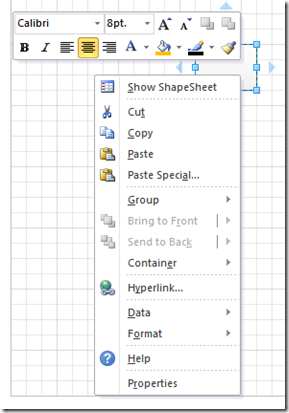 Calibri 8pt. A A
B I A A
Show ShapeSheet
Cut
Copy
Paste
Paste Special...
Group
Bring to Front
Send to Back
Container
Hyperlink...
Data
Format
Help
Properties